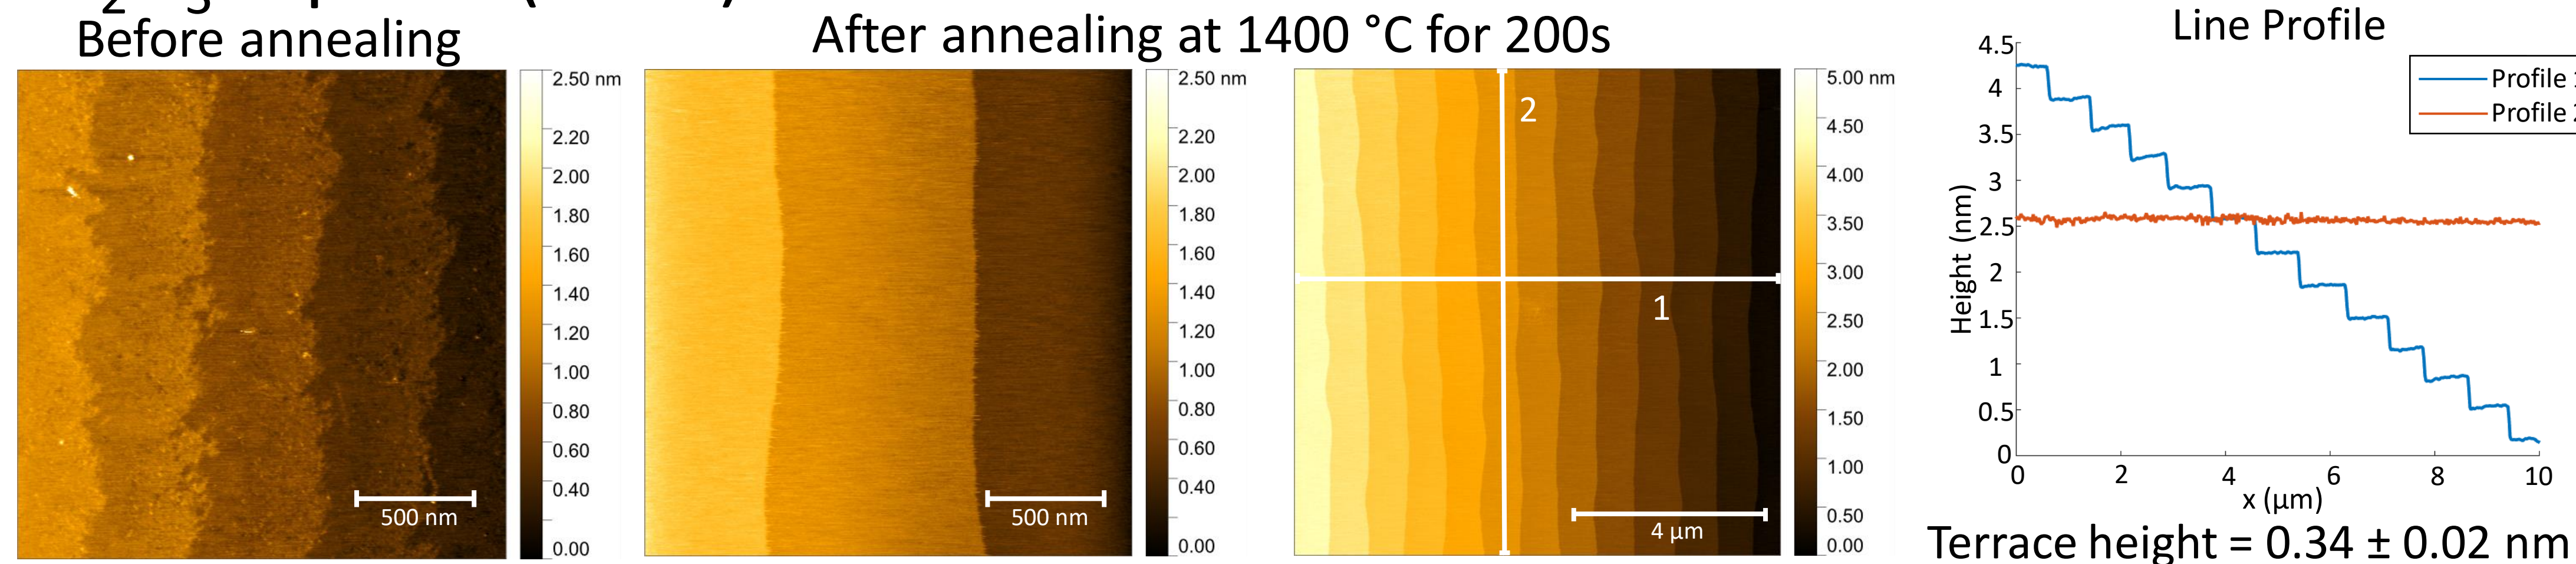 Before annealing
After annealing at 1400 °C for 200s
Line Profile
2.50 nm
2.20
2.00
1.80
1.60
1.40
1.20
1.00
0.80
0.60
0.40
0.00
500 nm
2.50 nm
2.20
2.00
1.80
1.60
1.40
1.20
1.00
0.80
0.60
0.40
0.00
500 nm
2
1
4 µm
5.00 nm
4.50
4.00
3.50
3.00
2.50
2.00
1.50
1.00
0.50
0.00
Profile
Profile
Height (nm)
4.5
4
3.5
3
2.5
2
1.5
1
0.5
0
0 2 4 6 8 10
x (µm)
Terrace height = 0.34 ± 0.02 nm